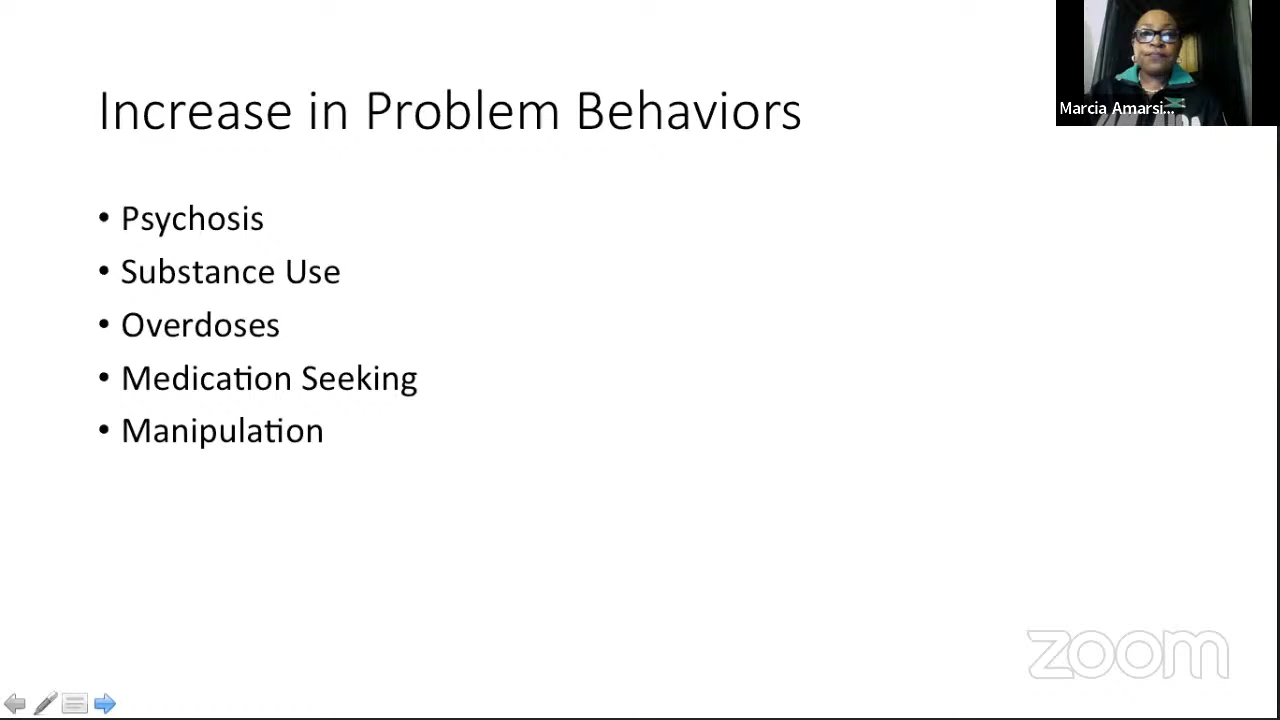 Increase in Problem Behaviors
Marcia Amarsi...
• Psychosis
• Substance Use
• Overdoses
• Medication Seeking
• Manipulation
zoom